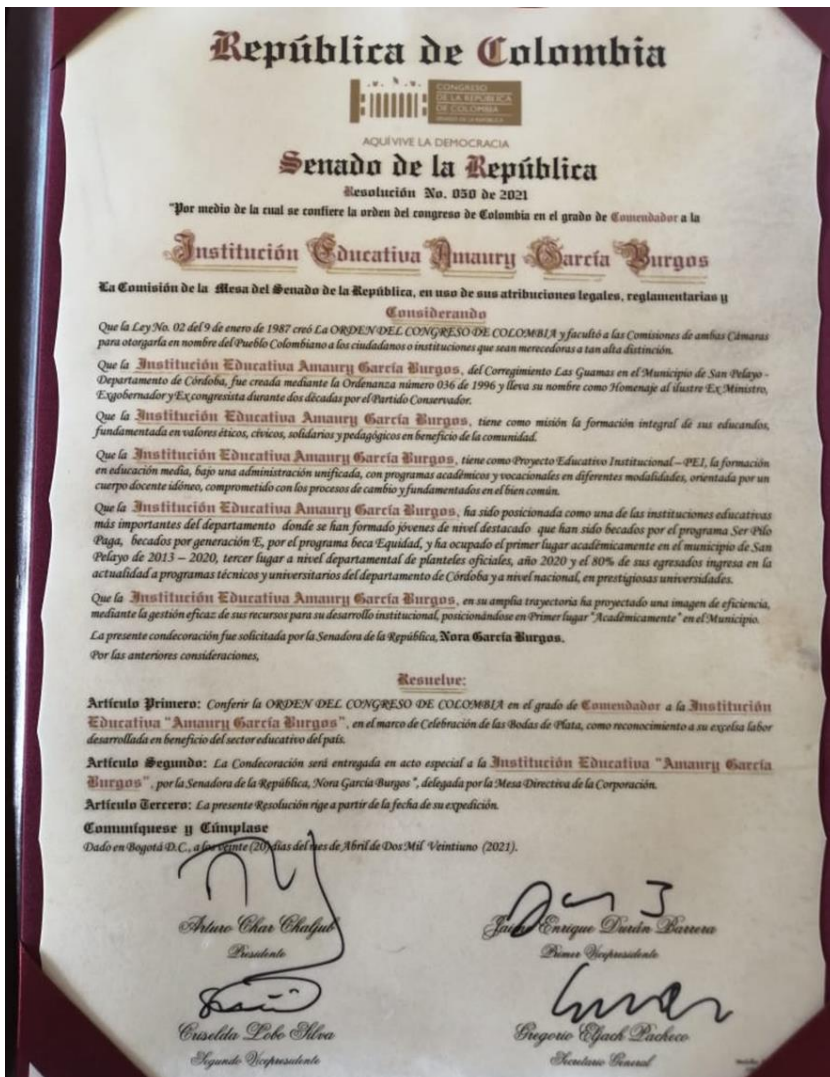 República de Colombia
CONGRESO
DE LA REPÚBLICA
DE COLOMBIA
SENADO DE LA REPÚBLICA
AQUÍ VIVE LA DEMOCRACIA
Senado de la República
Resolución No. 050 de 2021
"Por medio de la cual se confiere la orden del congreso de Colombia en el grado de Comendador a la
Institución Educativa Amaury García Burgos
La Comisión de la Mesa del Senado de la República, en uso de sus atribuciones legales, reglamentarias y
Considerando
Que la Ley No. 02 del 9 de enero de 1987 creó La ORDEN DEL CONGRESO DE COLOMBIA y facultó a las Comisiones de ambas Cámaras
para otorgarla en nombre del Pueblo Colombiano a los ciudadanos o instituciones que sean merecedoras a tan alta distinción.
Que la Institución Educativa Amaury García Burgos, del Corregimiento Las Guamas en el Municipio de San Pelayo -
Departamento de Córdoba, fue creada mediante la Ordenanza número 036 de 1996 y lleva su nombre como Homenaje al ilustre Ex Ministro,
Exgobernador y Ex congresista durante dos décadas por el Partido Conservador.
Que la Institución Educativa Amaury García Burgos, tiene como misión la formación integral de sus educandos,
fundamentada en valores éticos, cívicos, solidarios y pedagógicos en beneficio de la comunidad.
Que la Institución Educativa Amaury García Burgos, tiene como Proyecto Educativo Institucional – PEI, la formación
en educación media, bajo una administración unificada, con programas académicos y vocacionales en diferentes modalidades, orientada por un
cuerpo docente idóneo, comprometido con los procesos de cambio y fundamentados en el bien común.
Que la Institución Educativa Amaury García Burgos, ha sido posicionada como una de las instituciones educativas
más importantes del departamento donde se han formado jóvenes de nivel destacado que han sido becados por el programa Ser Pilo
Paga, becados por generación E, por el programa beca Equidad, y ha ocupado el primer lugar académicamente en el municipio de San
Pelayo de 2013 – 2020, tercer lugar a nivel departamental de planteles oficiales, año 2020 y el 80% de sus egresados ingresa en la
actualidad a programas técnicos y universitarios del departamento de Córdoba y a nivel nacional, en prestigiosas universidades.
Que la Institución Educativa Amaury García Burgos, en su amplia trayectoria ha proyectado una imagen de eficiencia,
mediante la gestión eficaz de sus recursos para su desarrollo institucional, posicionándose en Primer lugar "Académicamente" en el Municipio.
La presente condecoración fue solicitada por la Senadora de la República, Nora García Burgos.
Por las anteriores consideraciones,
Resuelve:
Artículo Primero: Conferir la ORDEN DEL CONGRESO DE COLOMBIA en el grado de Comendador a la Institución
Educativa "Amaury García Burgos", en el marco de Celebración de las Bodas de Plata, como reconocimiento a su excelsa labor
desarrollada en beneficio del sector educativo del país.
Artículo Segundo: La Condecoración será entregada en acto especial a la Institución Educativa "Amaury García
Burgos", por la Senadora de la República, Nora García Burgos", delegada por la Mesa Directiva de la Corporación.
Artículo Tercero: La presente Resolución rige a partir de la fecha de su expedición.
Comuníquese y Cúmplase
Dado en Bogotá D.C., a los veinte (20) días del mes de Abril de Dos Mil Veintiuno (2021).
Arturo Char Chaljub
Presidente
Jaime Enrique Durán Barrera
Primer Vicepresidente
Criselda Lobo Silva
Segundo Vicepresidente
Gregorio Eljach Pacheco
Secretario General